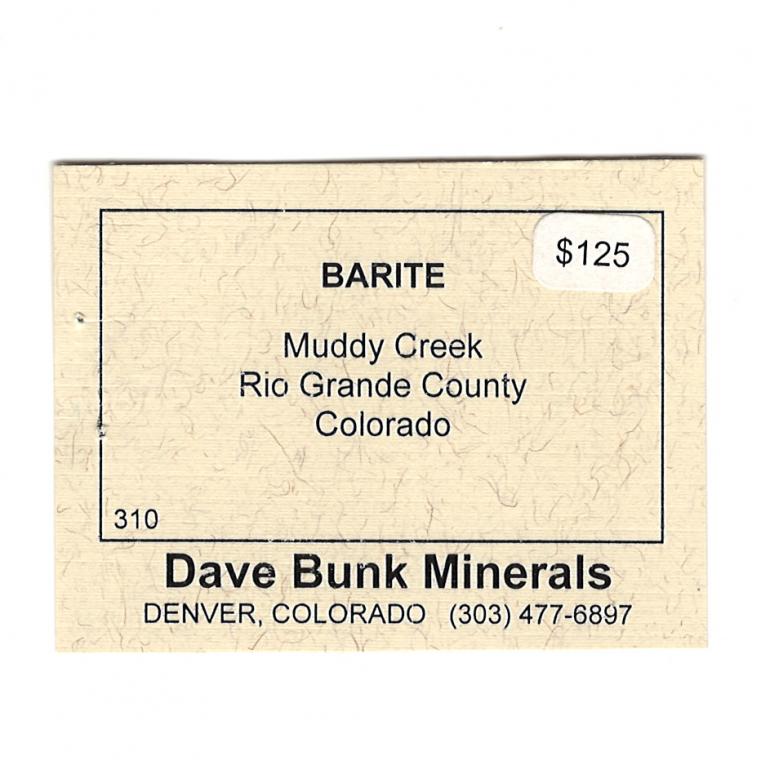 $125
BARITE
Muddy Creek
Rio Grande County
Colorado
310
Dave Bunk Minerals
DENVER, COLORADO (303) 477-6897